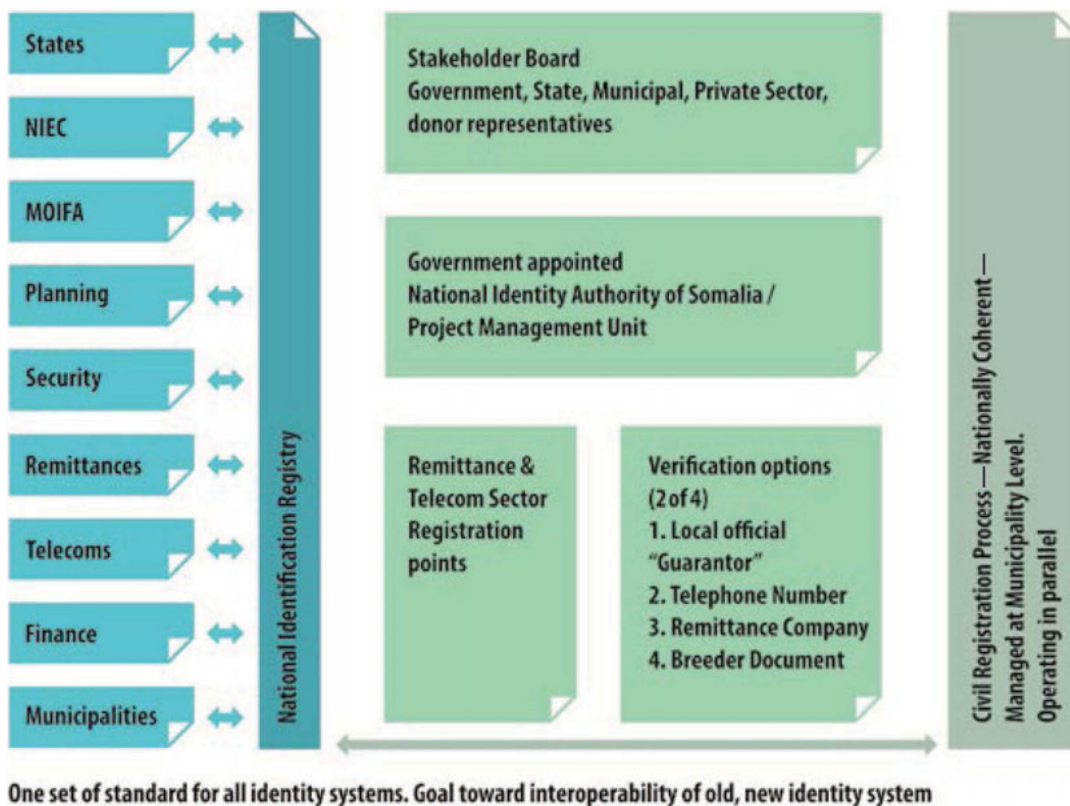 States
NIEC
MOIFA
Planning
Security
Remittances
Telecoms
Finance
Municipalities
National Identification Registry
Stakeholder Board
Government, State, Municipal, Private Sector,
donor representatives
Government appointed
National Identity Authority of Somalia /
Project Management Unit
Remittance &
Telecom Sector
Registration
points
Verification options
(2 of 4)
1. Local official
“Guarantor”
2. Telephone Number
3. Remittance Company
4. Breeder Document
Civil Registration Process — Nationally Coherent —
Managed at Municipality Level.
Operating in parallel
One set of standard for all identity systems. Goal toward interoperability of old, new identity system